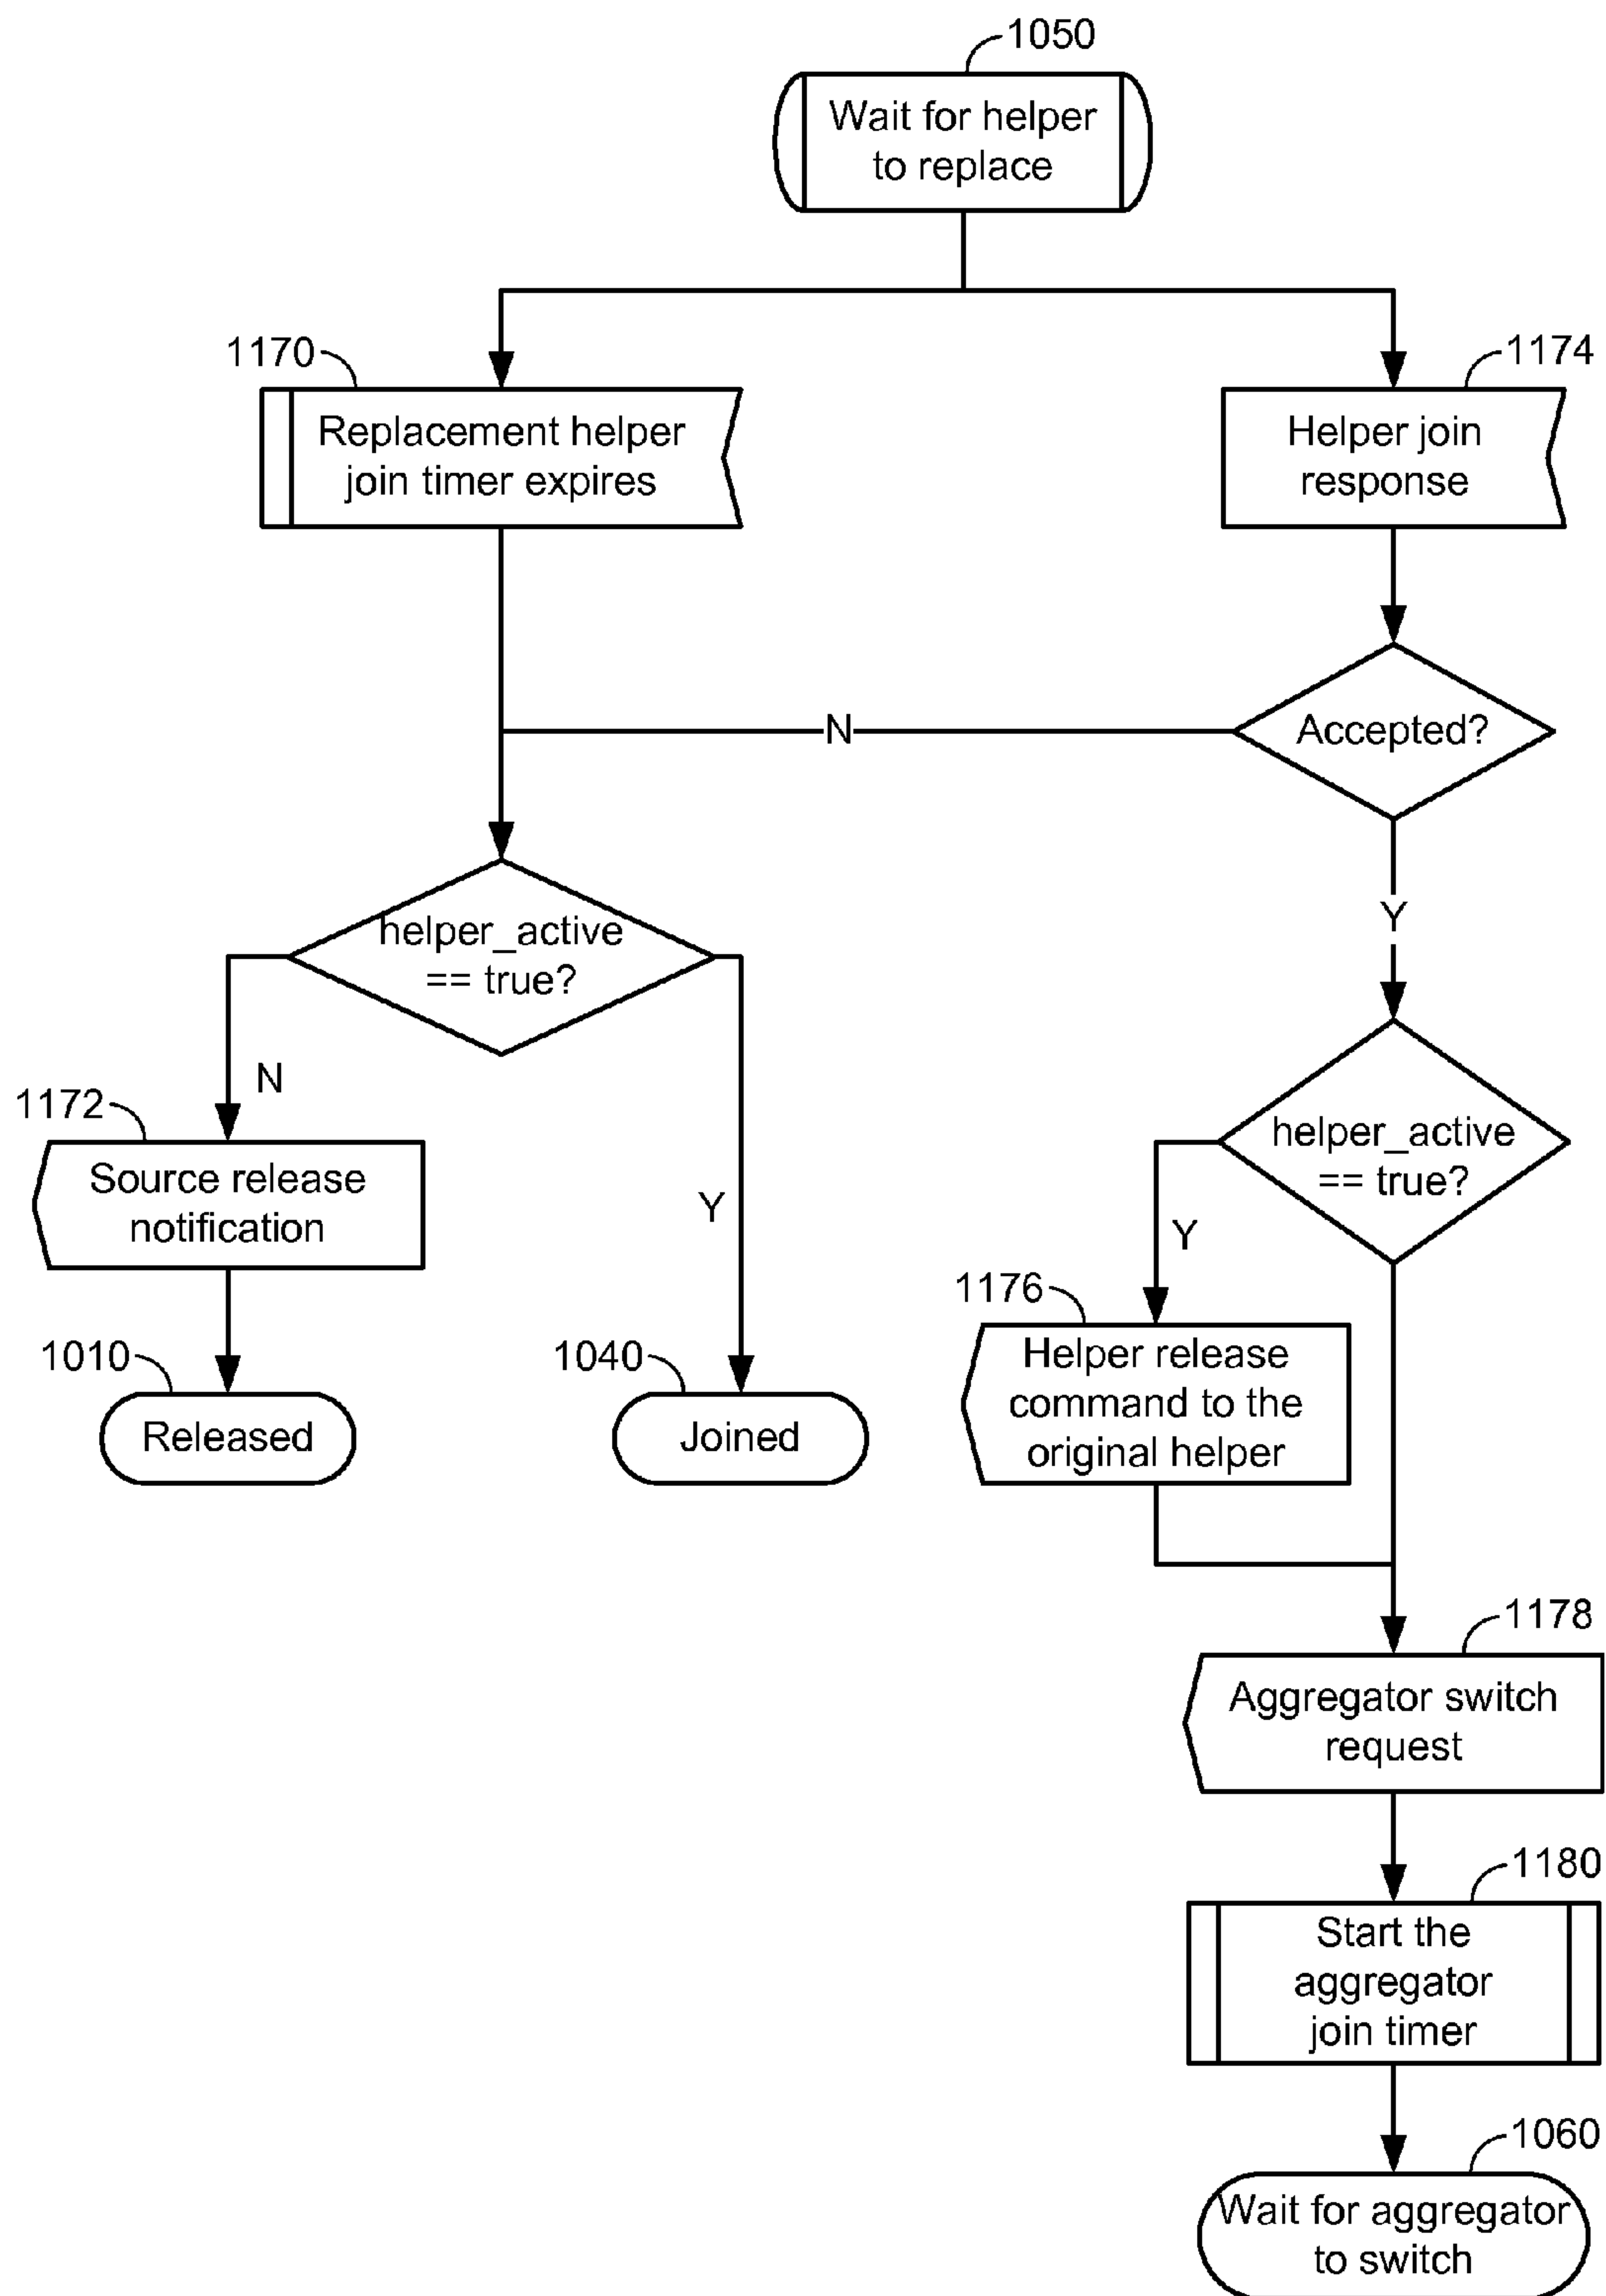 1050
Wait for helper
to replace
1170
Replacement helper
join timer expires
1174
Helper join
response
N
Accepted?
Y
helper_active
== true?
N
Y
1172
Source release
notification
1010
Released
1040
Joined
helper_active
== true?
Y
1176
Helper release
command to the
original helper
1178
Aggregator switch
request
1180
Start the
aggregator
join timer
1060
Wait for aggregator
to switch